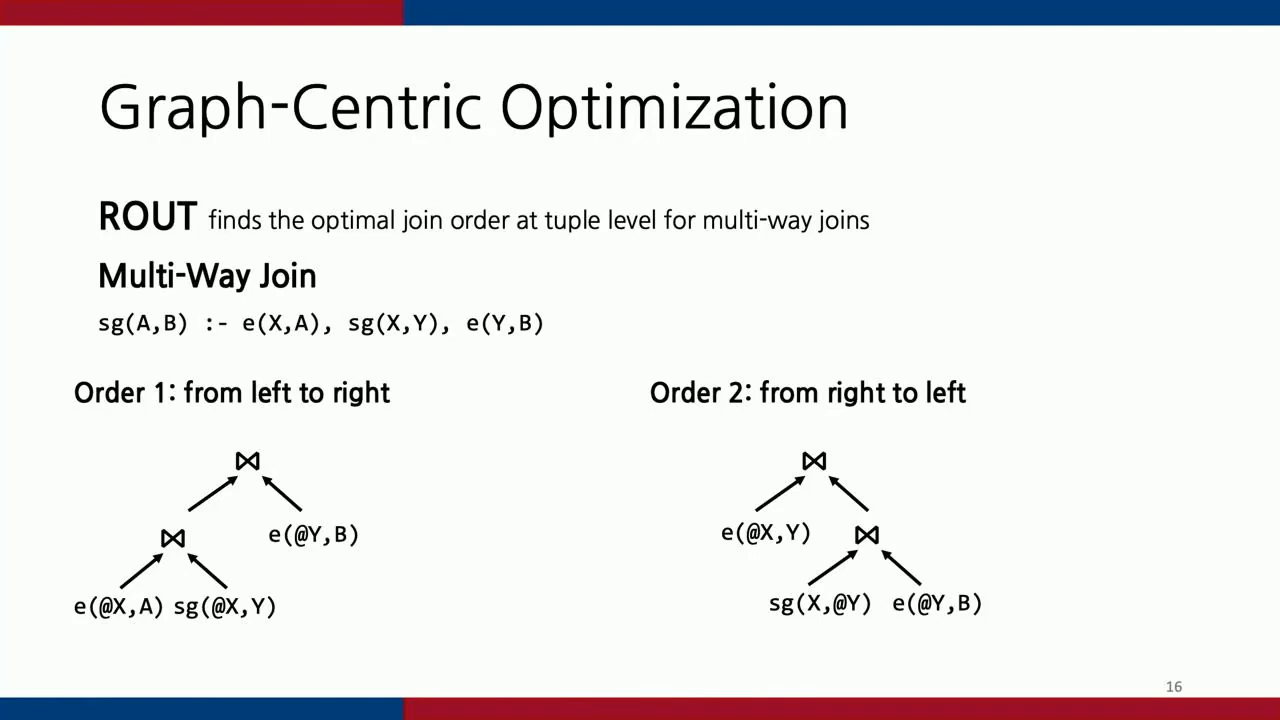 Graph-Centric Optimization
ROUT finds the optimal join order at tuple level for multi-way joins
Multi-Way Join
sg(A,B) :- e(X,A), sg(X,Y), e(Y,B)
Order 1: from left to right
⋈
⋈
e(@Y,B)
e(@X,A) sg(@X,Y)
Order 2: from right to left
⋈
e(@X,Y)
⋈
sg(X,@Y) e(@Y,B)
16